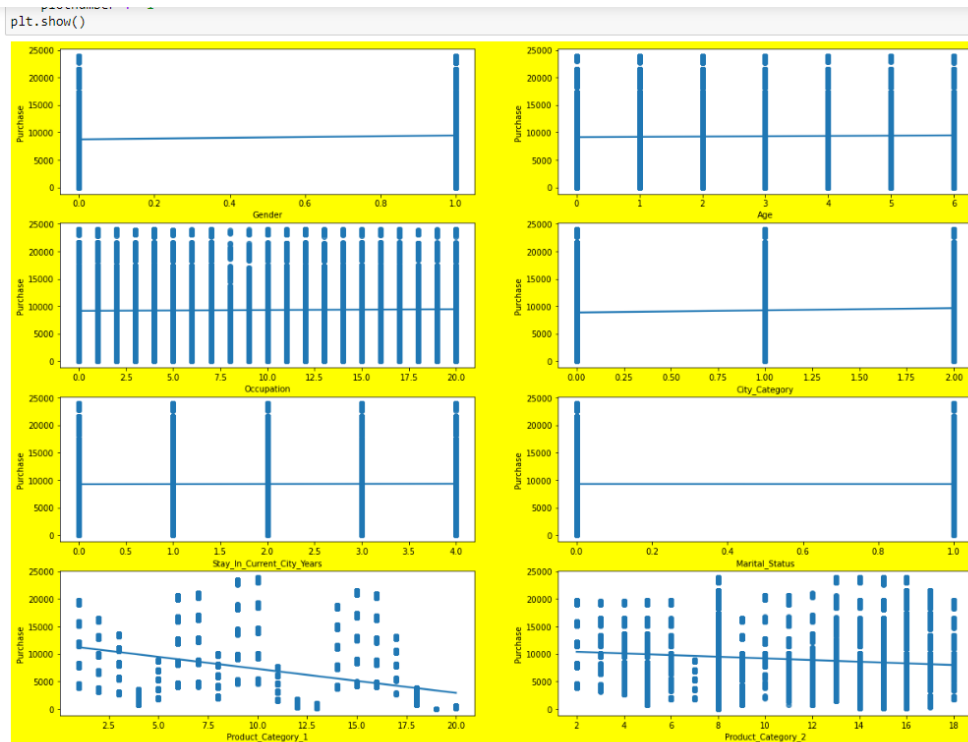 plt.show()
25000
20000
15000
10000
5000
0
Purchase
0.0 0.2 0.4 0.6 0.8 1.0
Gender
25000
20000
15000
10000
5000
0
Purchase
0 1 2 3 4 5 6
Age
25000
20000
15000
10000
5000
0
Purchase
0.0 2.5 5.0 7.5 10.0 12.5 15.0 17.5 20.0
Occupation
25000
20000
15000
10000
5000
0
Purchase
0.00 0.25 0.50 0.75 1.00 1.25 1.50 1.75 2.00
City_Category
25000
20000
15000
10000
5000
0
Purchase
0.0 0.5 1.0 1.5 2.0 2.5 3.0 3.5 4.0
Stay_In_Current_City_Years
25000
20000
15000
10000
5000
0
Purchase
0.0 0.2 0.4 0.6 0.8 1.0
Marital_Status
25000
20000
15000
10000
5000
0
Purchase
2.5 5.0 7.5 10.0 12.5 15.0 17.5 20.0
Product_Category_1
25000
20000
15000
10000
5000
0
Purchase
2 4 6 8 10 12 14 16 18
Product_Category_2